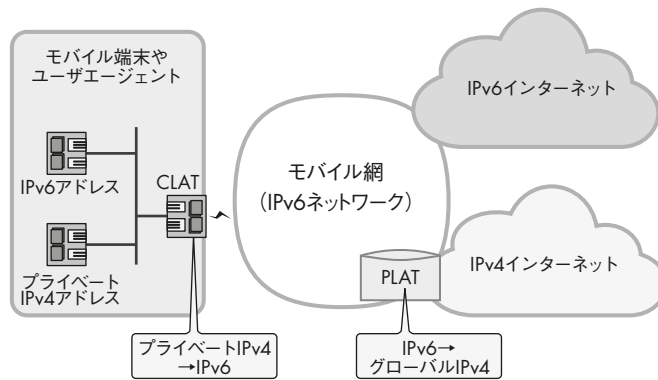 モバイル端末や
ユーザエージェント
IPv6アドレス
CLAT
プライベート
IPv4アドレス
プライベートIPv4
→IPv6
モバイル網
（IPv6ネットワーク）
PLAT
IPv6→
グローバルIPv4
IPv6インターネット
IPv4インターネット